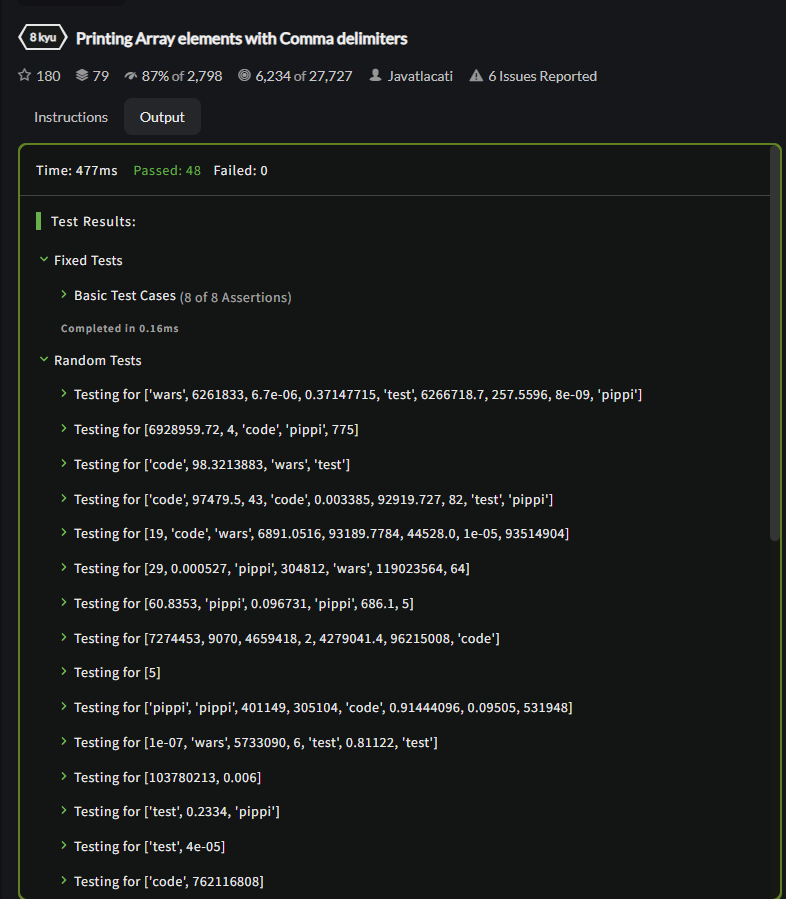 8 kyu Printing Array elements with Comma delimiters
180 79 87% of 2,798 6,234 of 27,727 Javatlacati 6 Issues Reported
Instructions Output
Time: 477ms Passed: 48 Failed: 0
Test Results:
Fixed Tests
Basic Test Cases (8 of 8 Assertions)
Completed in 0.16ms
Random Tests
Testing for ['wars', 6261833, 6.7e-06, 0.37147715, 'test', 6266718.7, 257.5596, 8e-09, 'pippi']
Testing for [6928959.72, 4, 'code', 'pippi', 775]
Testing for ['code', 98.3213883, 'wars', 'test']
Testing for ['code', 97479.5, 43, 'code', 0.003385, 92919.727, 82, 'test', 'pippi']
Testing for [19, 'code', 'wars', 6891.0516, 93189.7784, 44528.0, 1e-05, 93514904]
Testing for [29, 0.000527, 'pippi', 304812, 'wars', 119023564, 64]
Testing for [60.8353, 'pippi', 0.096731, 'pippi', 686.1, 5]
Testing for [7274453, 9070, 4659418, 2, 4279041.4, 96215008, 'code']
Testing for [5]
Testing for ['pippi', 'pippi', 401149, 305104, 'code', 0.91444096, 0.09505, 531948]
Testing for [1e-07, 'wars', 5733090, 6, 'test', 0.81122, 'test']
Testing for [103780213, 0.006]
Testing for ['test', 0.2334, 'pippi']
Testing for ['test', 4e-05]
Testing for ['code', 762116808]